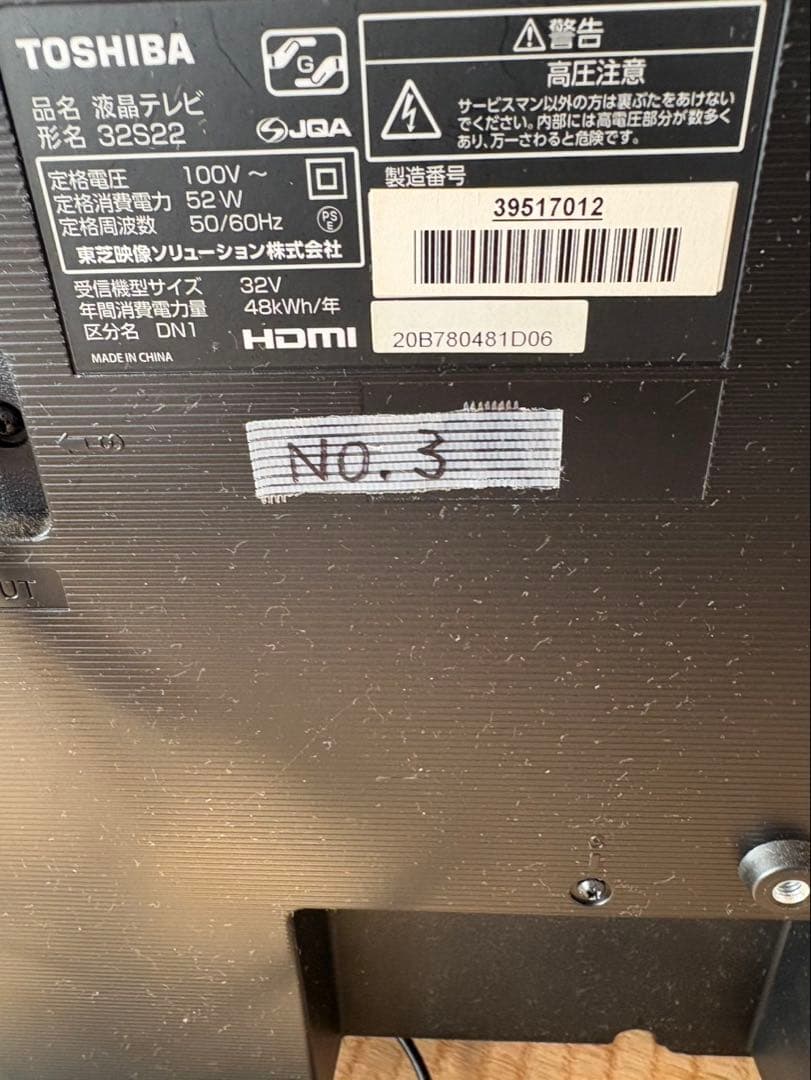 TOSHIBA
G
品名 液晶テレビ
形名 32S22
JQA
定格電圧 100V ~
定格消費電力 52 W
定格周波数 50/60Hz
PS
E
東芝映像ソリューション株式会社
受信機型サイズ 32V
年間消費電力量 48kWh/年
区分名 DN1
HDMI
MADE IN CHINA
警告
高圧注意
サービスマン以外の方は裏ぶたをあけない
でください。内部には高電圧部分が数多く
あり、万一さわると危険です。
製造番号
39517012
20B780481D06
NO. 3
UT